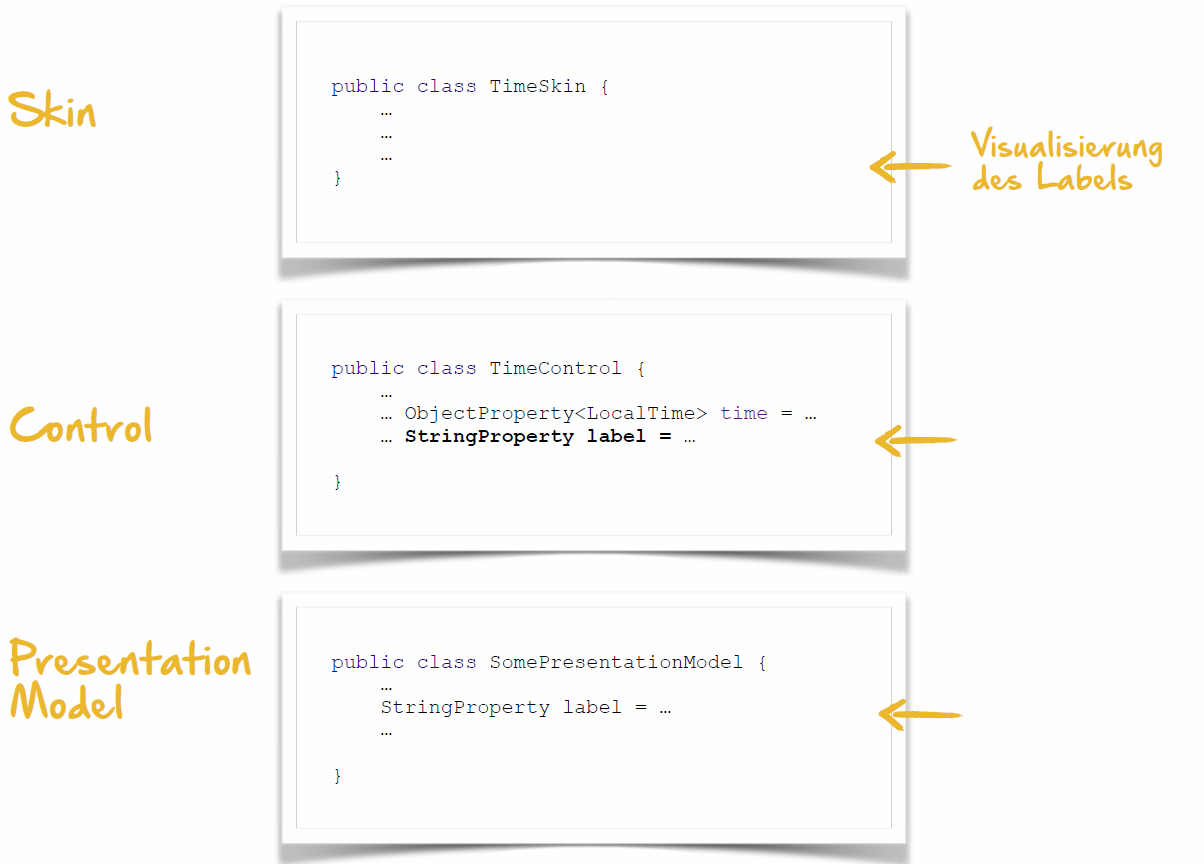 Skin
public class TimeSkin {
…
…
…
}
Visualisierung
des Labels
Control
public class TimeControl {
…
… ObjectProperty<LocalTime> time = …
… StringProperty label = …
}
Presentation
Model
public class SomePresentationModel {
…
StringProperty label = …
…
}